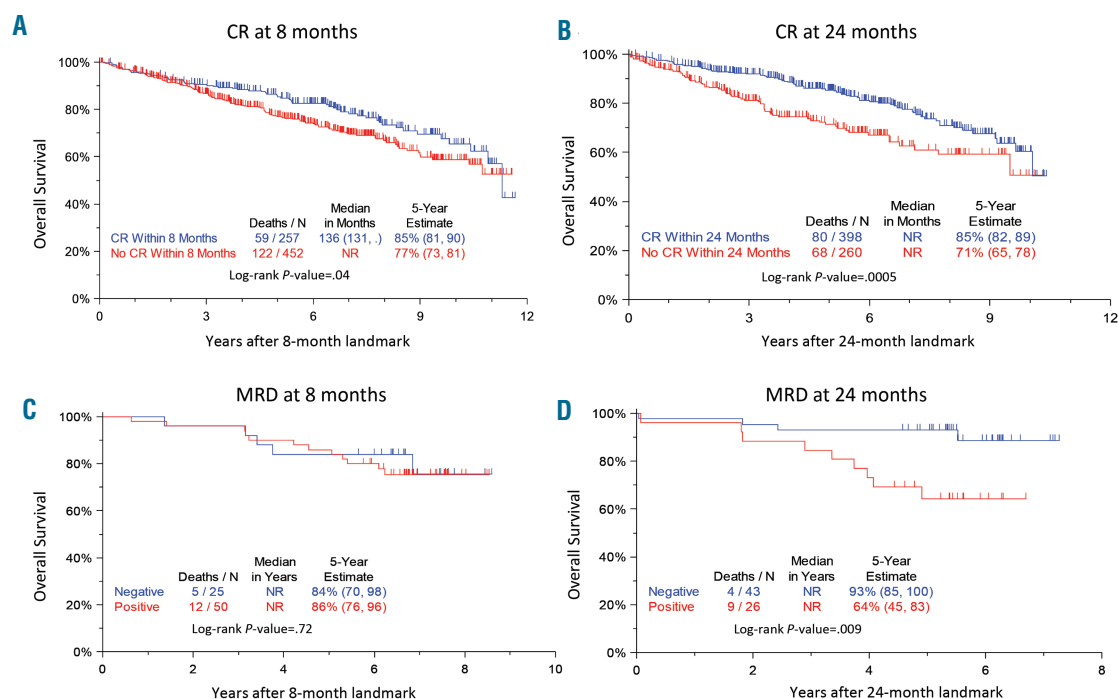 A
CR at 8 months
Overall Survival
100%
80%
60%
40%
20%
0%
Median 5-Year
Deaths / N in Months Estimate
CR Within 8 Months 59 / 257 136 (131, .) 85% (81, 90)
No CR Within 8 Months 122 / 452 NR 77% (73, 81)
Log-rank P-value=.04
0 3 6 9 12
Years after 8-month landmark
B
CR at 24 months
Overall Survival
100%
80%
60%
40%
20%
0%
Median 5-Year
Deaths / N in Months Estimate
CR Within 24 Months 80 / 398 NR 85% (82, 89)
No CR Within 24 Months 68 / 260 NR 71% (65, 78)
Log-rank P-value=.0005
0 3 6 9 12
Years after 24-month landmark
C
MRD at 8 months
Overall Survival
100%
80%
60%
40%
20%
0%
Median 5-Year
Deaths / N in Years Estimate
Negative 5 / 25 NR 84% (70, 98)
Positive 12 / 50 NR 86% (76, 96)
Log-rank P-value=.72
0 2 4 6 8 10
Years after 8-month landmark
D
MRD at 24 months
Overall Survival
100%
80%
60%
40%
20%
0%
Median 5-Year
Deaths / N in Years Estimate
Negative 4 / 43 NR 93% (85, 100)
Positive 9 / 26 NR 64% (45, 83)
Log-rank P-value=.009
0 2 4 6 8
Years after 24-month landmark